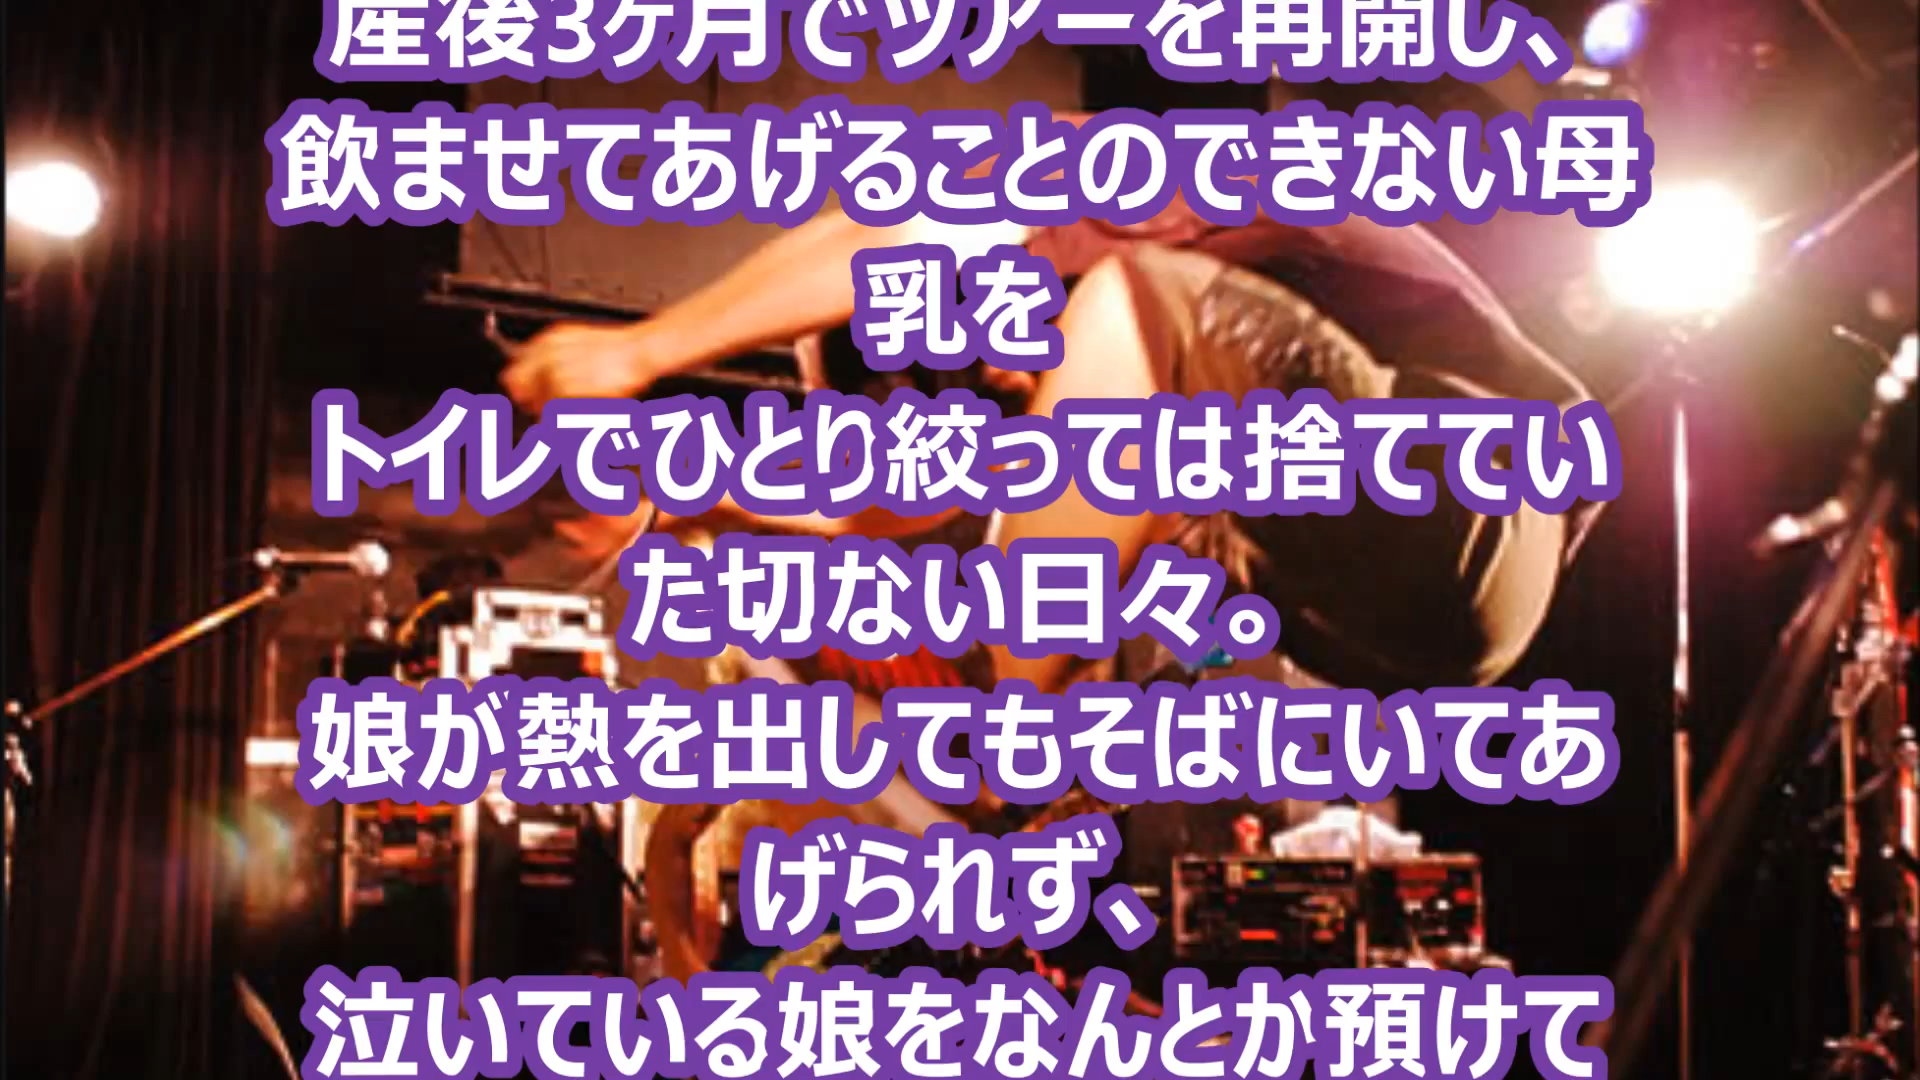 産後3ヶ月でツアーを再開し、
飲ませてあげることのできない母
乳を
トイレでひとり絞っては捨ててい
た切ない日々。
娘が熱を出してもそばにいてあ
げられず、
泣いている娘をなんとか預けて